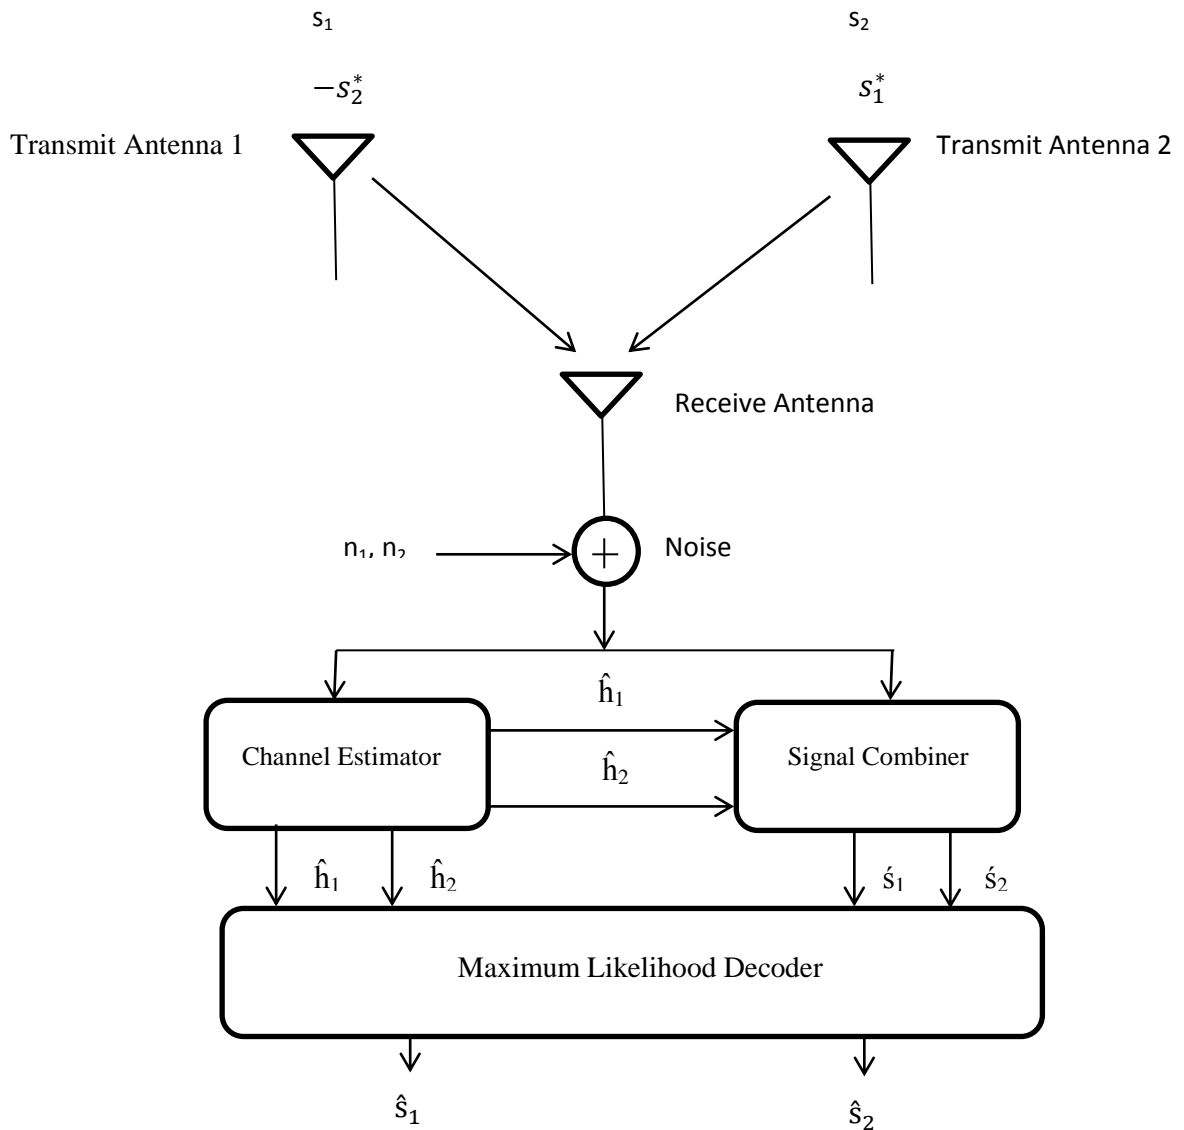 s₁ s₂
−s₂* s₁*
Transmit Antenna 1 Transmit Antenna 2
Receive Antenna
n₁, n₂ Noise
+
ĥ₁
Channel Estimator Signal Combiner
ĥ₂
ĥ₁ ĥ₂ ś₁ ś₂
Maximum Likelihood Decoder
ŝ₁ ŝ₂